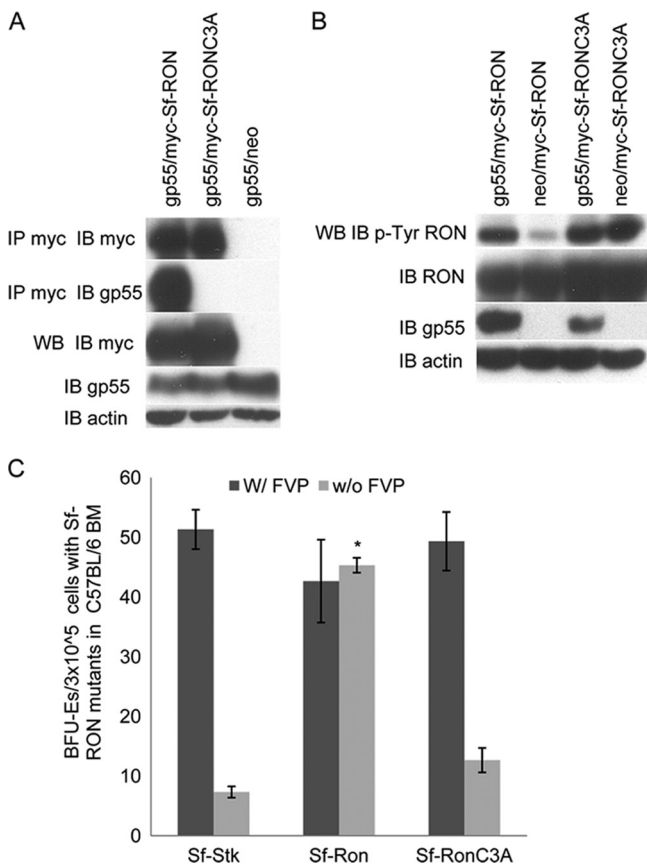 A
gp55/myc-Sf-RON
gp55/myc-Sf-RONC3A
gp55/neo
IP myc IB myc
IP myc IB gp55
WB IB myc
IB gp55
IB actin
B
gp55/myc-Sf-RON
neo/myc-Sf-RON
gp55/myc-Sf-RONC3A
neo/myc-Sf-RONC3A
WB IB p-Tyr RON
IB RON
IB gp55
IB actin
C
BFU-Es/3x10^5 cells with Sf-
RON mutants in C57BL/6 BM
60
50
40
30
20
10
0
W/ FVP
w/o FVP
*
Sf-Stk
Sf-Ron
Sf-RonC3A